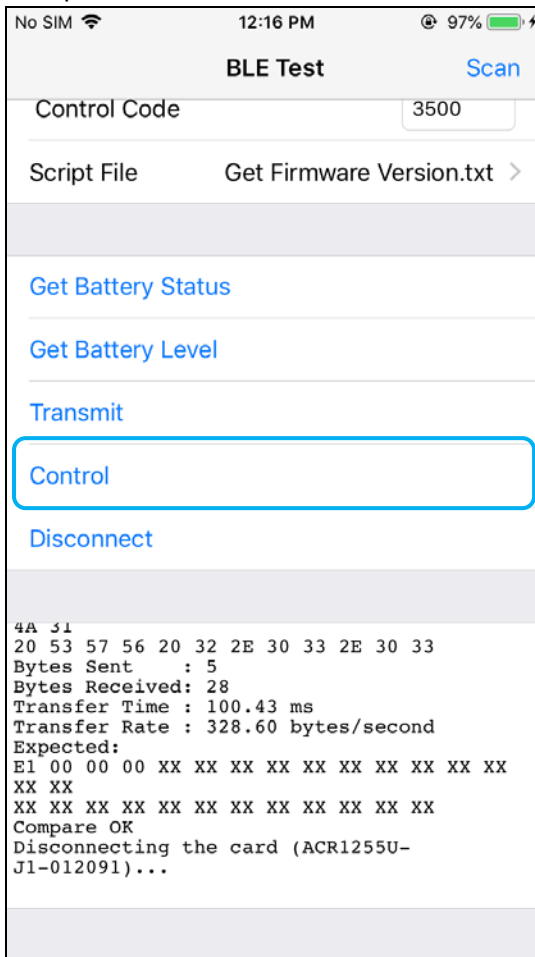 No SIM 12:16 PM 97%
BLE Test Scan
Control Code 3500
Script File Get Firmware Version.txt >
Get Battery Status
Get Battery Level
Transmit
Control
Disconnect
4A 31
20 53 57 56 20 32 2E 30 33 2E 30 33
Bytes Sent : 5
Bytes Received: 28
Transfer Time : 100.43 ms
Transfer Rate : 328.60 bytes/second
Expected:
E1 00 00 00 XX XX XX XX XX XX XX XX XX XX
XX XX
XX XX XX XX XX XX XX XX XX XX XX XX
Compare OK
Disconnecting the card (ACR1255U-
J1-012091)...